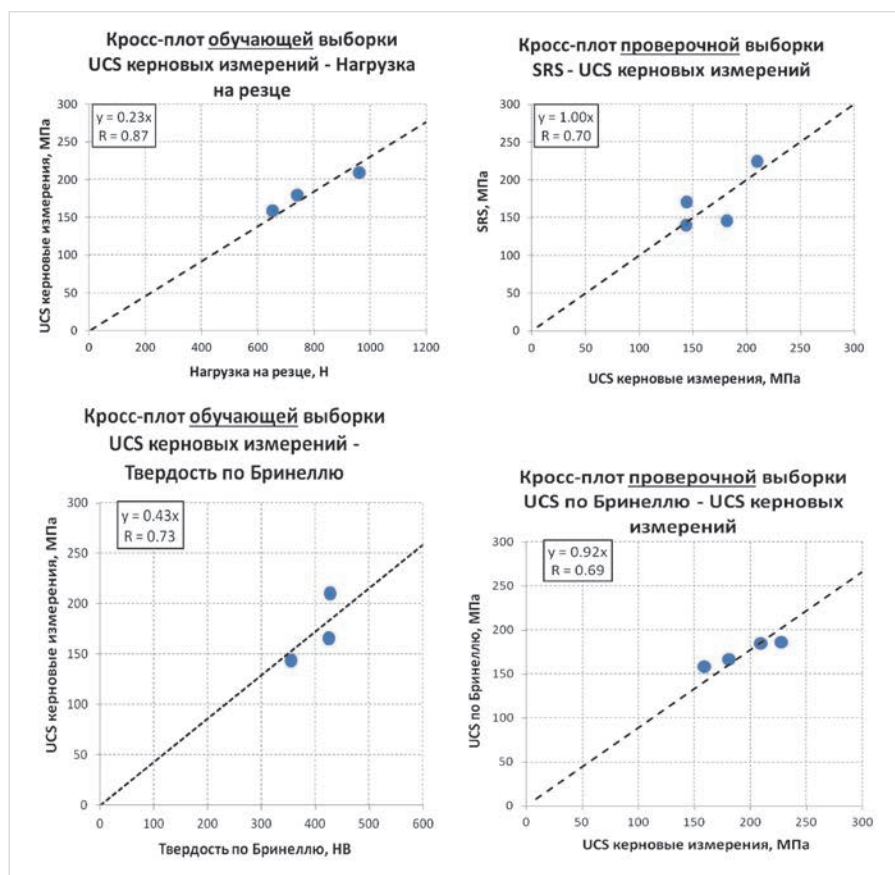 Кросс-плот обучающей выборки
UCS керновых измерений - Нагрузка
на резце
y = 0.23x
R = 0.87
UCS керновые измерения, МПа
300
250
200
150
100
50
0
0 200 400 600 800 1000 1200
Нагрузка на резце, Н
Кросс-плот проверочной выборки
SRS - UCS керновых измерений
y = 1.00x
R = 0.70
SRS, МПа
300
250
200
150
100
50
0
0 50 100 150 200 250 300
UCS керновые измерения, МПа
Кросс-плот обучающей выборки
UCS керновых измерений -
Твердость по Бринеллю
y = 0.43x
R = 0.73
UCS керновые измерения, МПа
300
250
200
150
100
50
0
0 100 200 300 400 500 600
Твердость по Бринеллю, НВ
Кросс-плот проверочной выборки
UCS по Бринеллю - UCS керновых
измерений
y = 0.92x
R = 0.69
UCS по Бринеллю, МПа
300
250
200
150
100
50
0
0 50 100 150 200 250 300
UCS керновые измерения, МПа